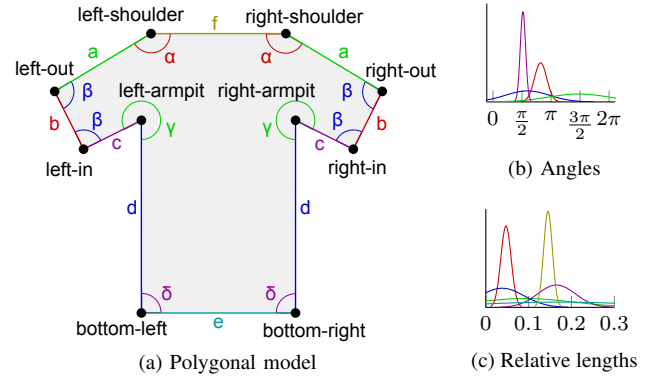 left-shoulder
right-shoulder
f
a
α
α
a
left-out
right-out
β
left-armpit
right-armpit
β
b
β
β
b
c
γ
γ
c
left-in
right-in
d
d
δ
δ
bottom-left
e
bottom-right
(a) Polygonal model
0 π/2 π 3π/2 2π
(b) Angles
0 0.1 0.2 0.3
(c) Relative lengths